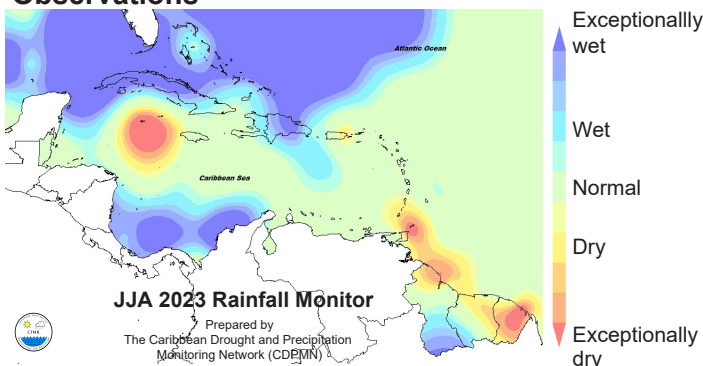 Observations
Atlantic Ocean
Caribbean Sea
JJA 2023 Rainfall Monitor
Prepared by
The Caribbean Drought and Precipitation
Monitoring Network (CDPMN)
CIMH
Exceptionallly
wet
Wet
Normal
Dry
Exceptionally
dry